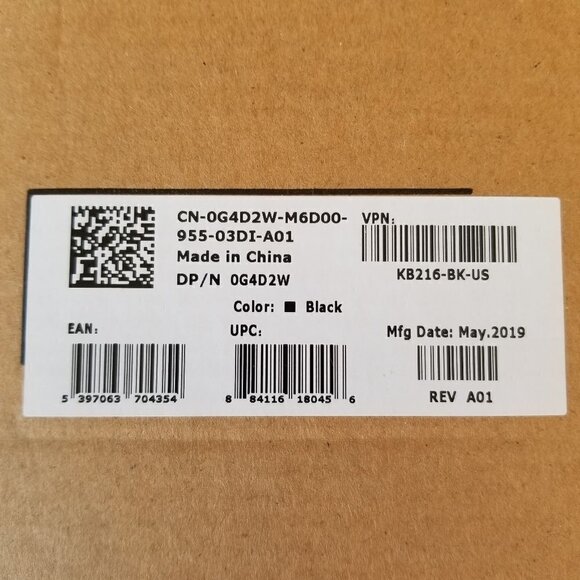 CN-0G4D2W-M6D00-
955-03DI-A01
Made in China
DP/N 0G4D2W
VPN:
KB216-BK-US
Color: ■ Black
EAN:
5 397063 704354
UPC:
8 84116 18045 6
Mfg Date: May.2019
REV A01